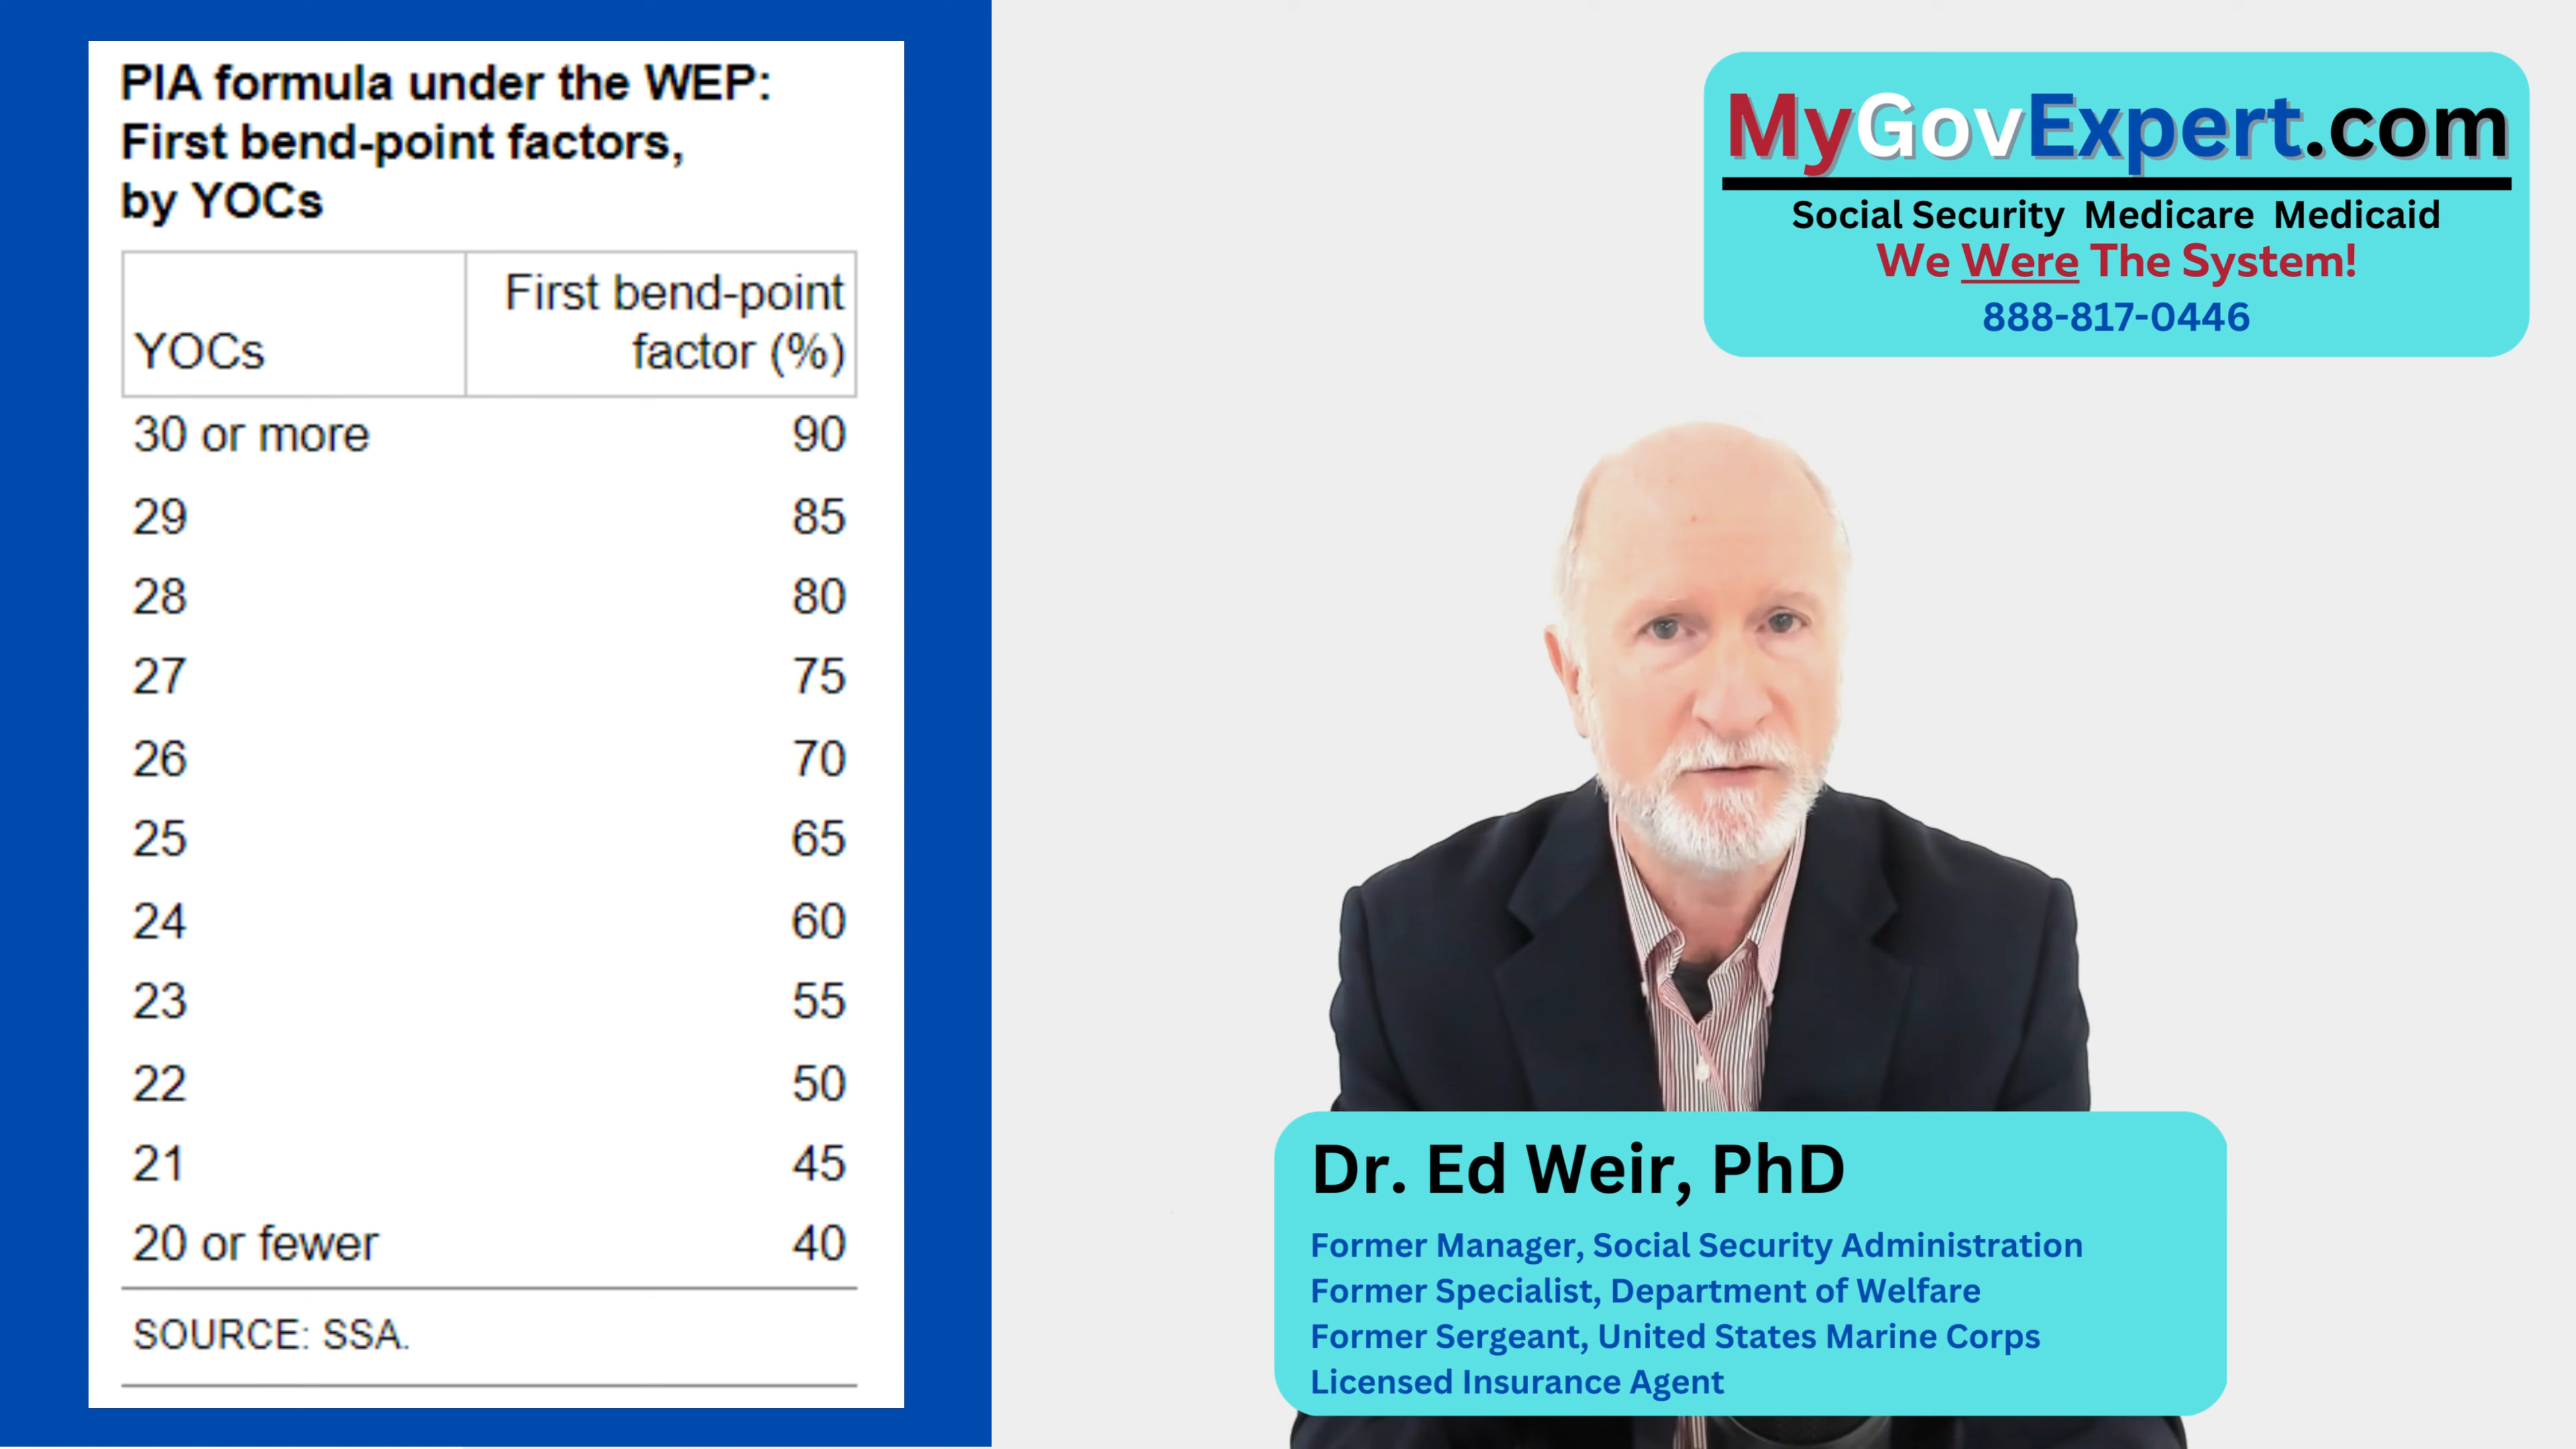 PIA formula under the WEP:
First bend-point factors,
by YOCs
YOCs First bend-point factor (%)
30 or more 90
29 85
28 80
27 75
26 70
25 65
24 60
23 55
22 50
21 45
20 or fewer 40
SOURCE: SSA.
MyGovExpert.com
Social Security Medicare Medicaid
We Were The System!
888-817-0446
Dr. Ed Weir, PhD
Former Manager, Social Security Administration
Former Specialist, Department of Welfare
Former Sergeant, United States Marine Corps
Licensed Insurance Agent